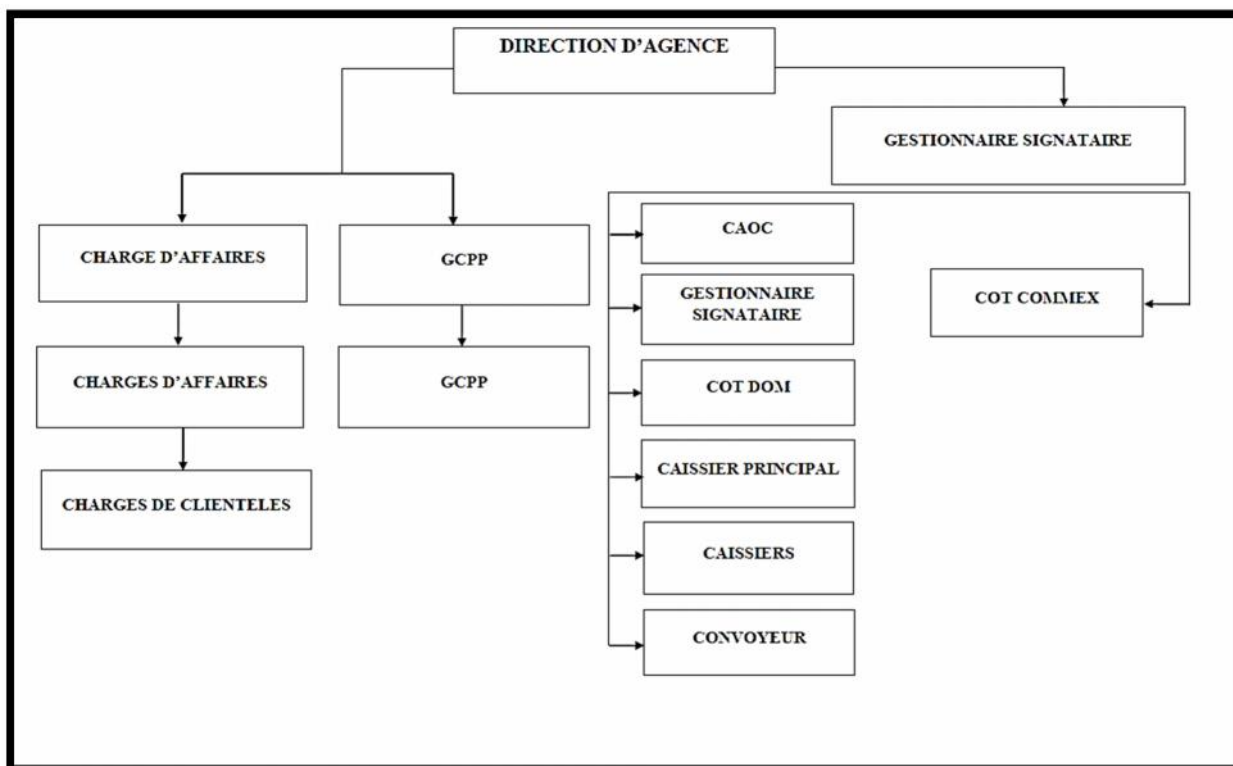 DIRECTION D'AGENCE
GESTIONNAIRE SIGNATAIRE
CHARGE D'AFFAIRES
GCPP
CAOC
GESTIONNAIRE
SIGNATAIRE
COT COMMEX
CHARGES D'AFFAIRES
GCPP
COT DOM
CAISSIER PRINCIPAL
CHARGES DE CLIENTELES
CAISSIERS
CONVOYEUR